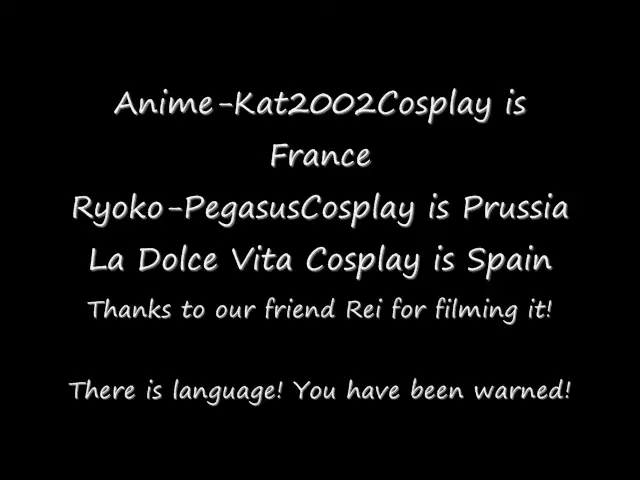 Anime-Kat2002Cosplay is
France
Ryoko-PegasusCosplay is Prussia
La Dolce Vita Cosplay is Spain
Thanks to our friend Rei for filming it!
There is language! You have been warned!